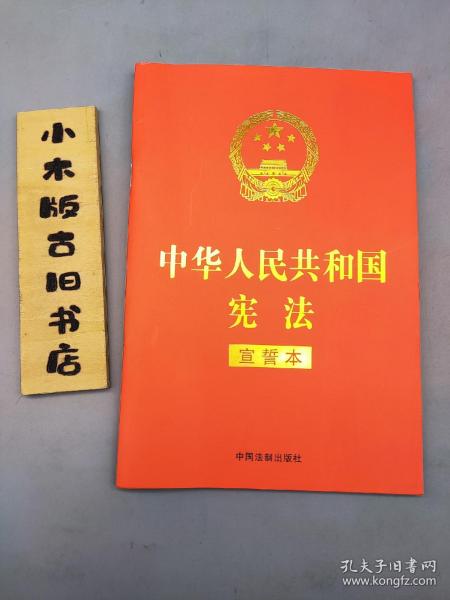 小木版古旧书店
中华人民共和国
宪法
宣誓本
中国法制出版社
孔夫子旧书网
www.kongfz.com